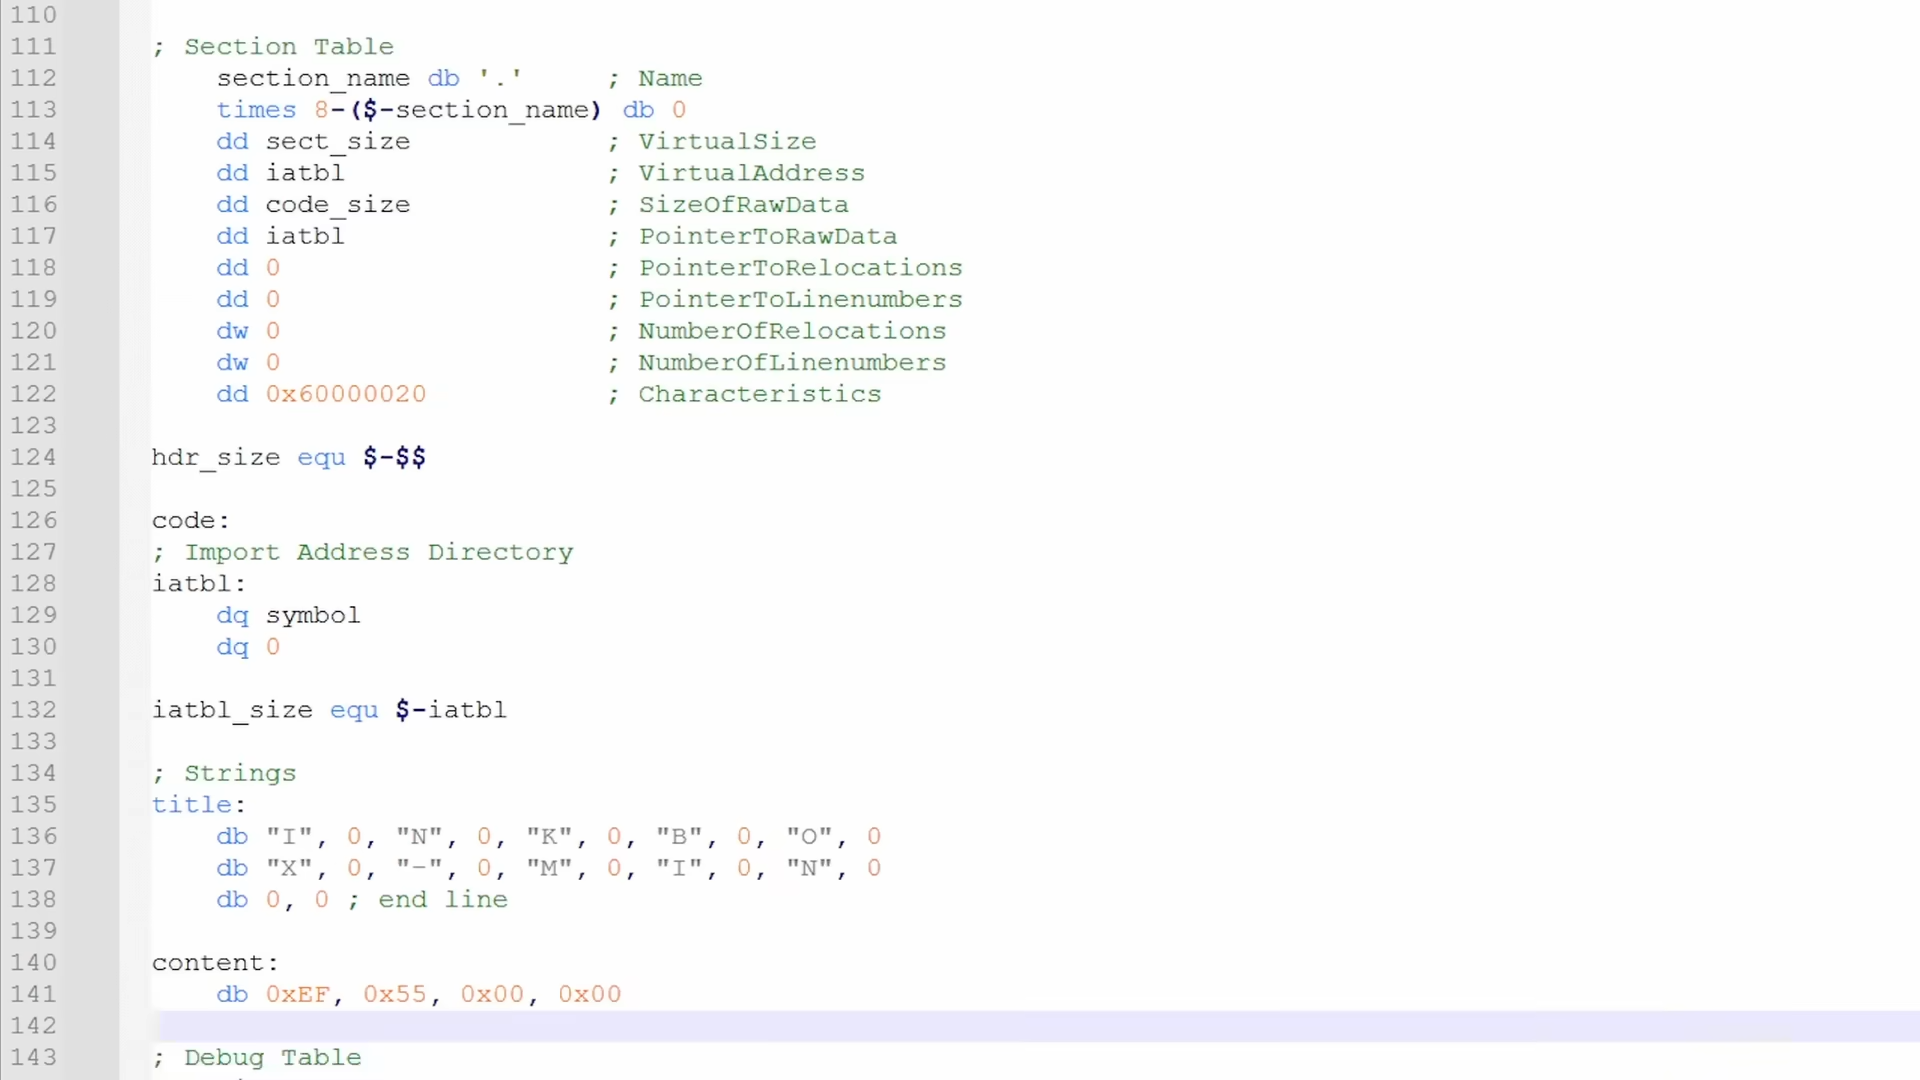 110
111 ; Section Table
112 section_name db '.' ; Name
113 times 8-($-section_name) db 0
114 dd sect_size ; VirtualSize
115 dd iatbl ; VirtualAddress
116 dd code_size ; SizeOfRawData
117 dd iatbl ; PointerToRawData
118 dd 0 ; PointerToRelocations
119 dd 0 ; PointerToLinenumbers
120 dw 0 ; NumberOfRelocations
121 dw 0 ; NumberOfLinenumbers
122 dd 0x60000020 ; Characteristics
123
124 hdr_size equ $-$$
125
126 code:
127 ; Import Address Directory
128 iatbl:
129 dq symbol
130 dq 0
131
132 iatbl_size equ $-iatbl
133
134 ; Strings
135 title:
136 db "I", 0, "N", 0, "K", 0, "B", 0, "O", 0
137 db "X", 0, "-", 0, "M", 0, "I", 0, "N", 0
138 db 0, 0 ; end line
139
140 content:
141 db 0xEF, 0x55, 0x00, 0x00
142
143 ; Debug Table